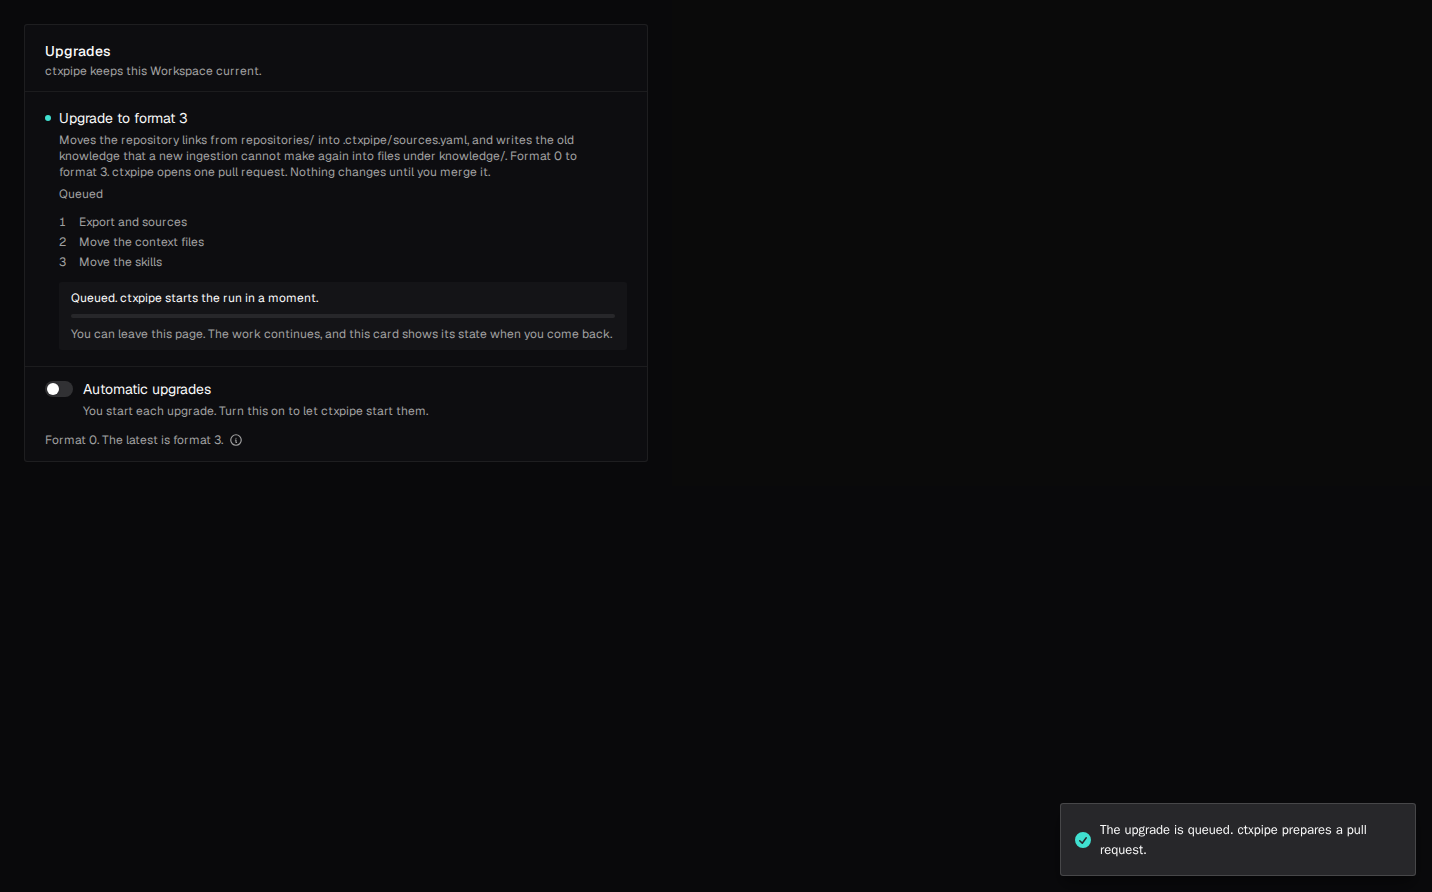 Upgrades
ctxpipe keeps this Workspace current.
Upgrade to format 3
Moves the repository links from repositories/ into .ctxpipe/sources.yaml, and writes the old
knowledge that a new ingestion cannot make again into files under knowledge/. Format 0 to
format 3. ctxpipe opens one pull request. Nothing changes until you merge it.
Queued
1 Export and sources
2 Move the context files
3 Move the skills
Queued. ctxpipe starts the run in a moment.
You can leave this page. The work continues, and this card shows its state when you come back.
Automatic upgrades
You start each upgrade. Turn this on to let ctxpipe start them.
Format 0. The latest is format 3.
The upgrade is queued. ctxpipe prepares a pull
request.